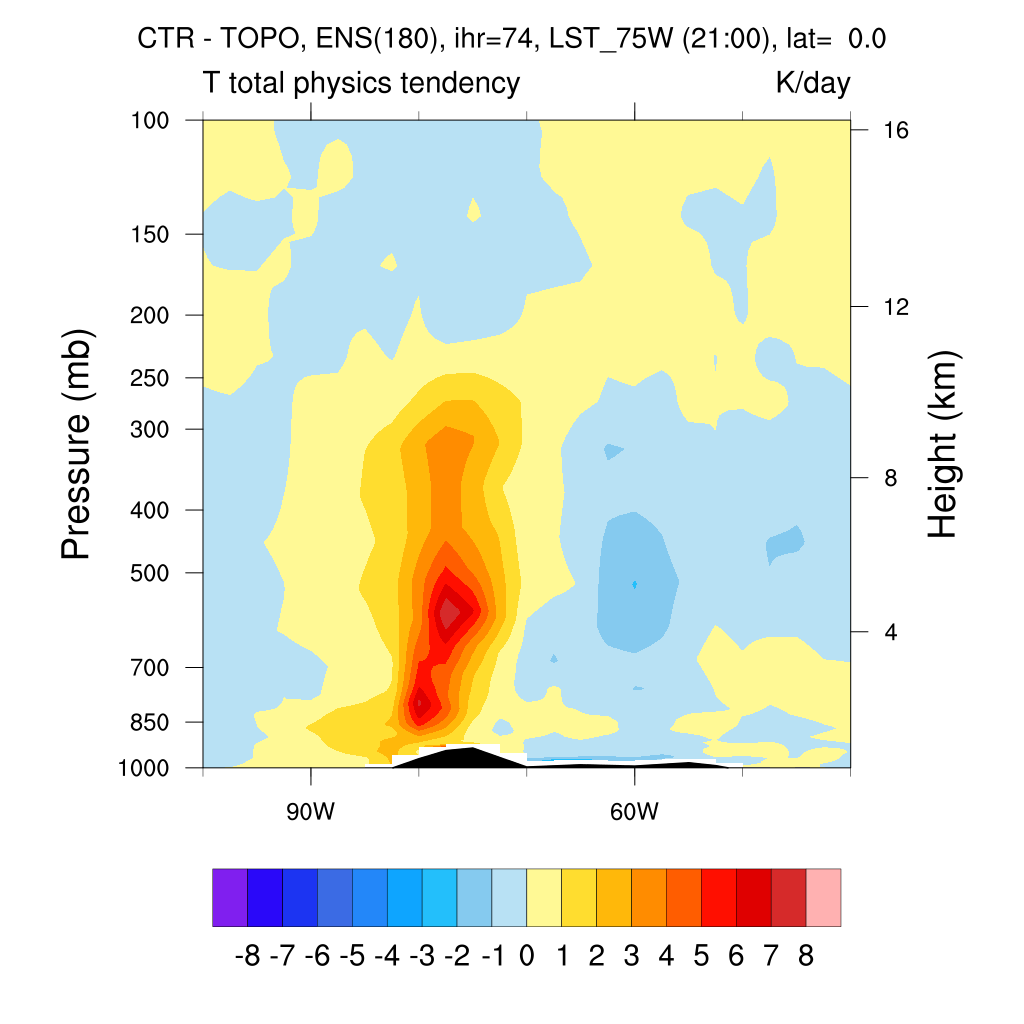 CTR - TOPO, ENS(180), ihr=74, LST_75W (21:00), lat= 0.0
T total physics tendency K/day
100
150
200
250
300
400
500
700
850
1000
Pressure (mb)
16
12
8
4
Height (km)
90W 60W
-8 -7 -6 -5 -4 -3 -2 -1 0 1 2 3 4 5 6 7 8